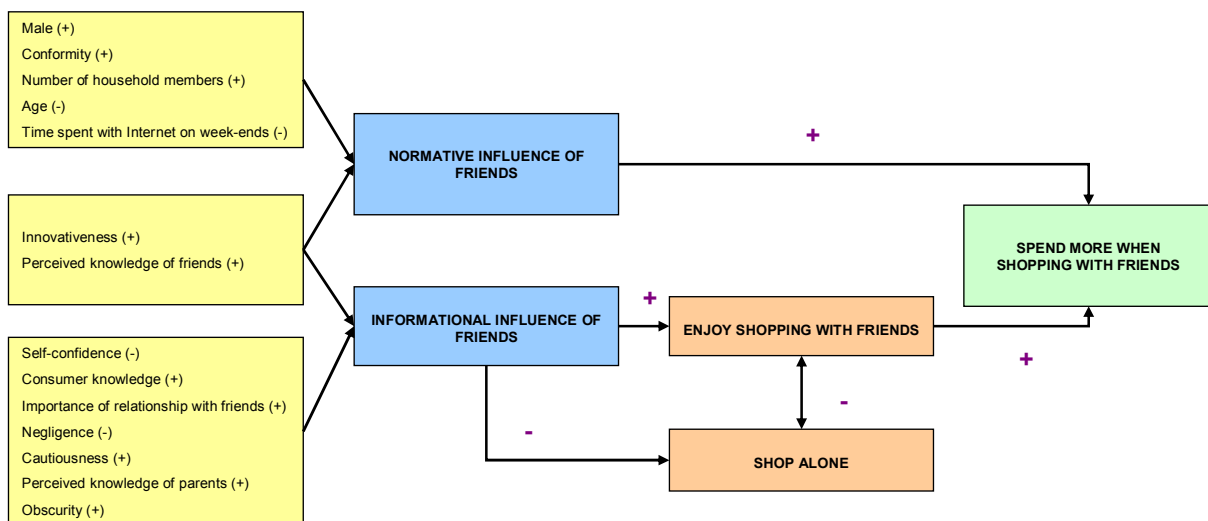 Male (+)
Conformity (+)
Number of household members (+)
Age (-)
Time spent with Internet on week-ends (-)
NORMATIVE INFLUENCE OF
FRIENDS
+
Innovativeness (+)
Perceived knowledge of friends (+)
SPEND MORE WHEN
SHOPPING WITH FRIENDS
INFORMATIONAL INFLUENCE OF
FRIENDS
+
ENJOY SHOPPING WITH FRIENDS
+
Self-confidence (-)
Consumer knowledge (+)
Importance of relationship with friends (+)
Negligence (-)
Cautiousness (+)
Perceived knowledge of parents (+)
Obscurity (+)
-
-
SHOP ALONE